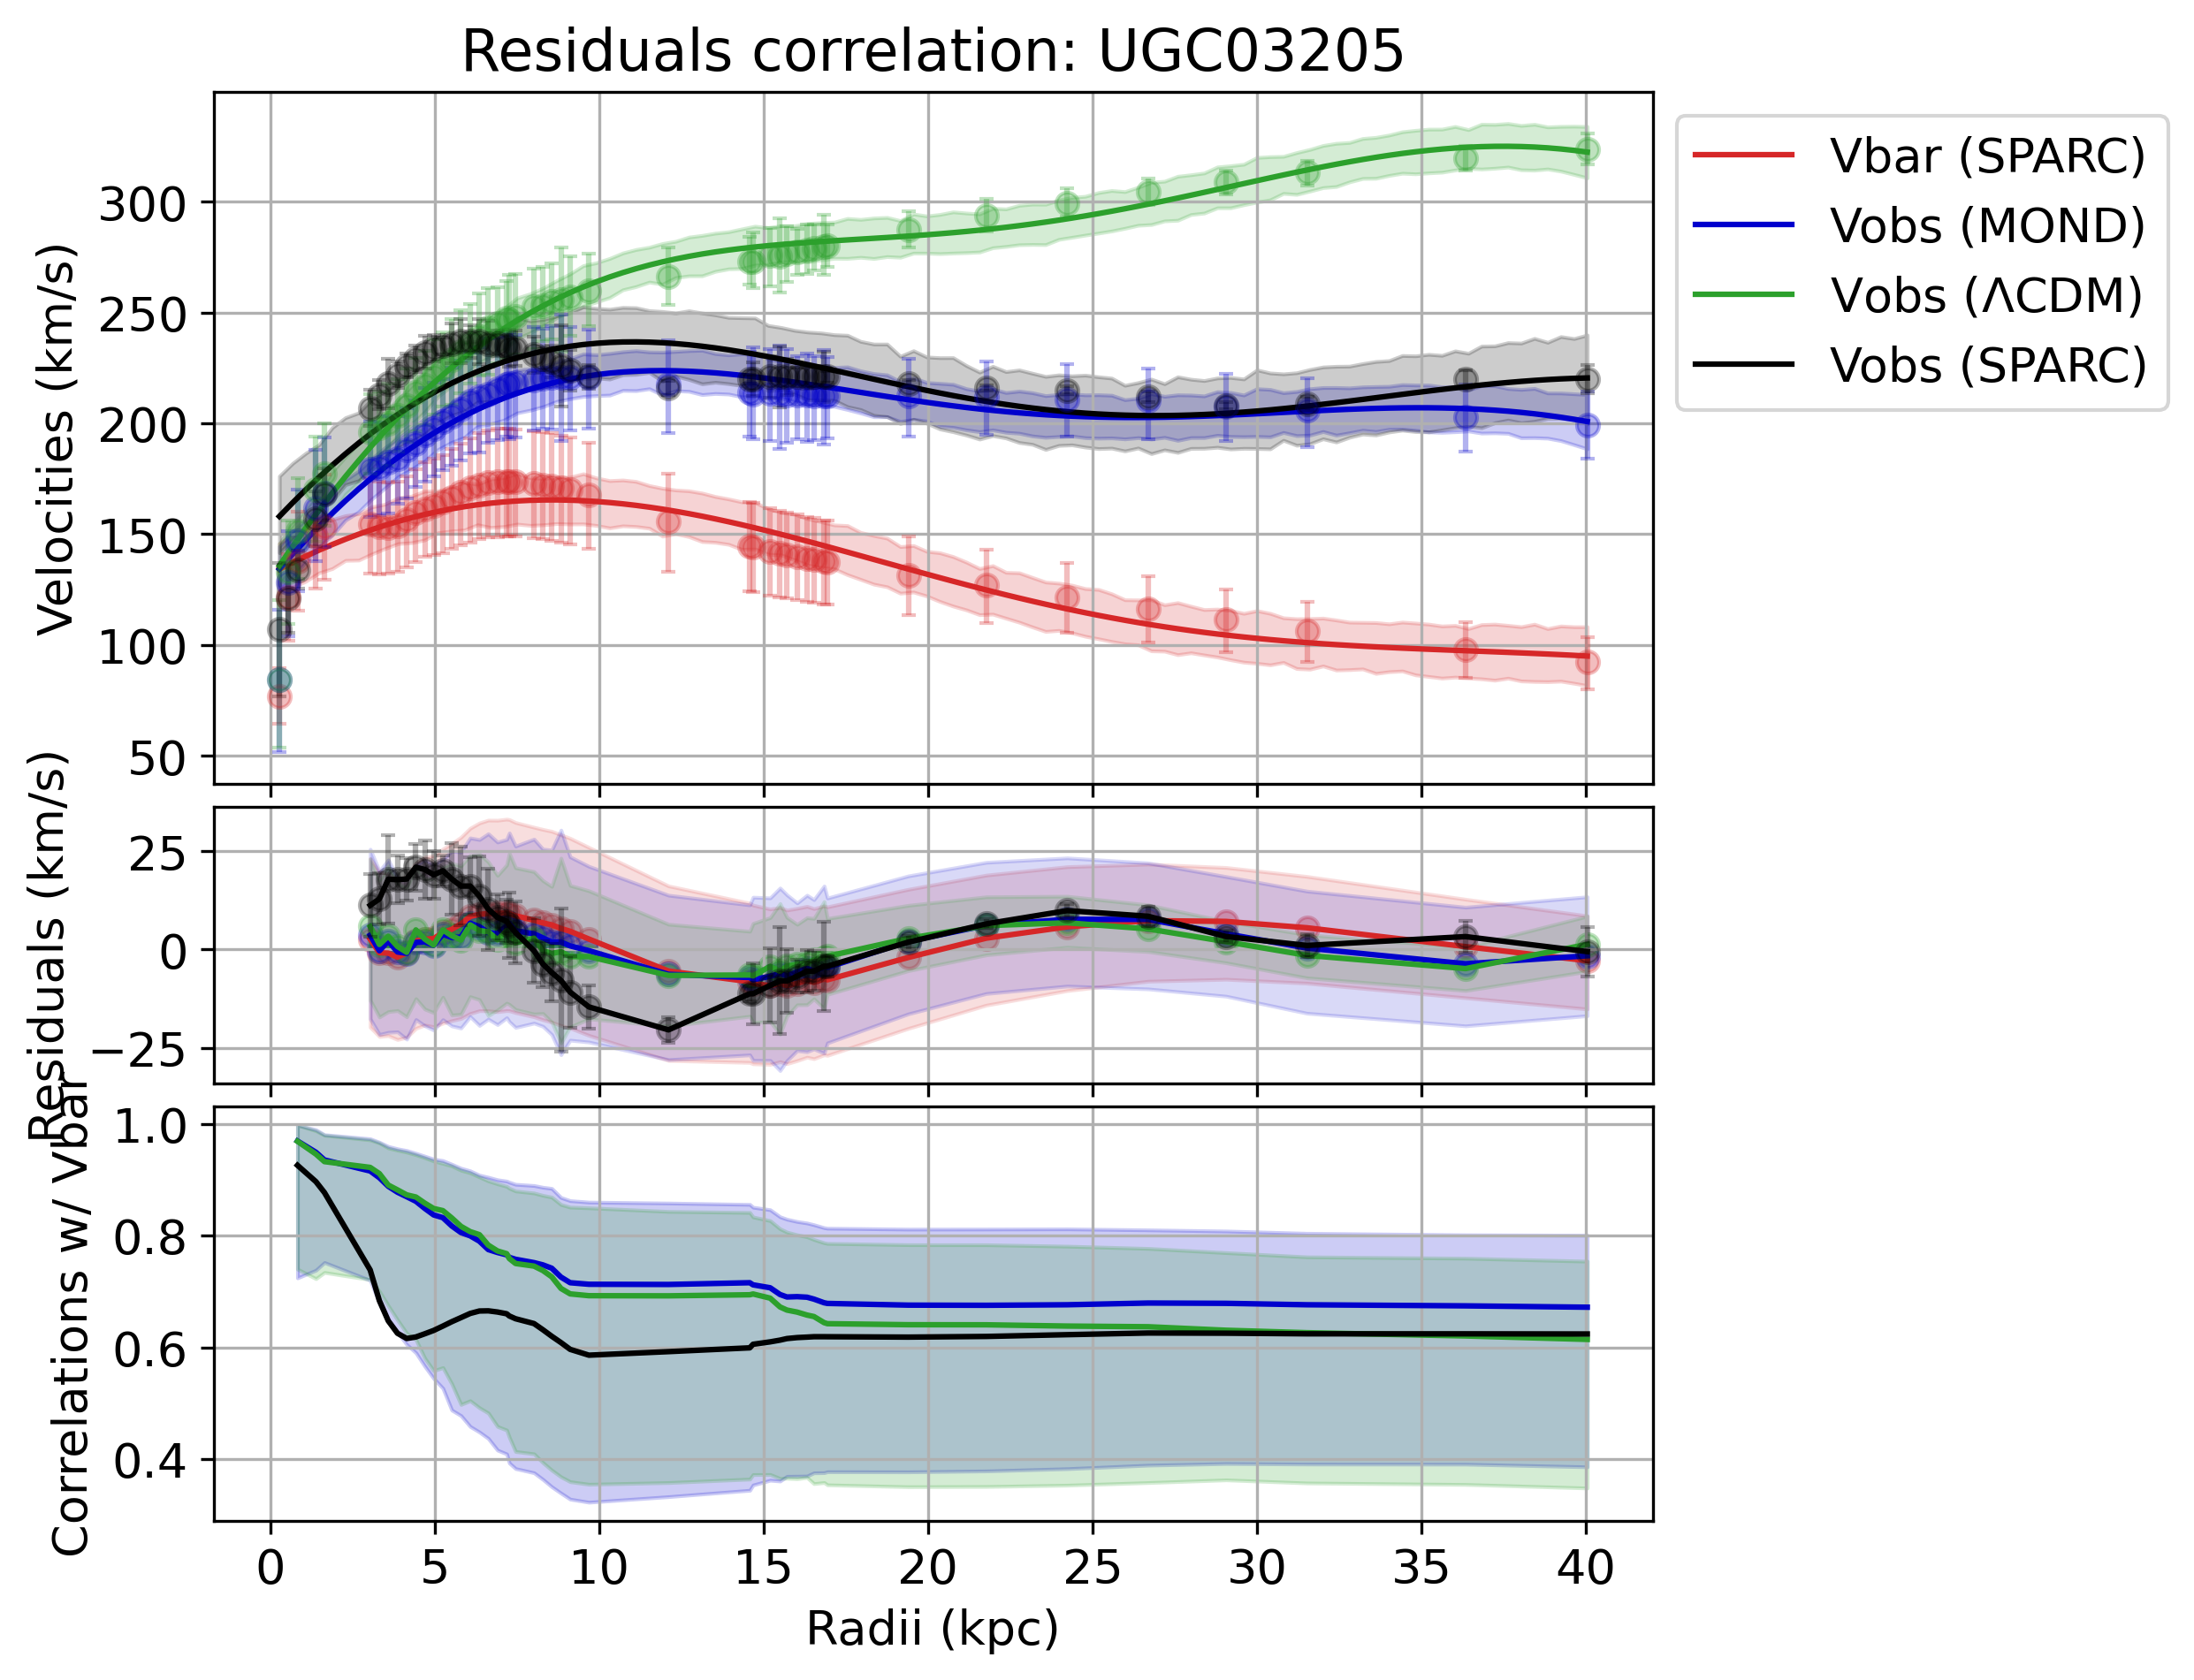 Residuals correlation: UGC03205
Velocities (km/s)
300
250
200
150
100
50
Vbar (SPARC)
Vobs (MOND)
Vobs (ΛCDM)
Vobs (SPARC)
Residuals (km/s)
25
0
−25
Correlations w/ Vbar
1.0
0.8
0.6
0.4
0 5 10 15 20 25 30 35 40
Radii (kpc)